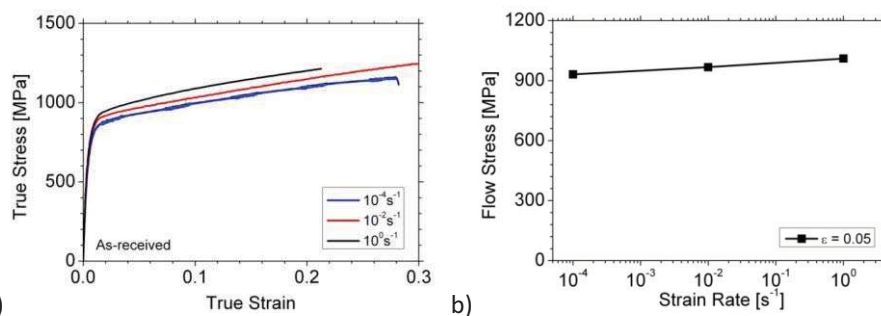 1500
1000
500
0
0.0 0.1 0.2 0.3
True Stress [MPa]
True Strain
As-received
10⁻⁴s⁻¹
10⁻²s⁻¹
10⁰s⁻¹
)
b)
1200
900
600
300
0
10⁻⁴ 10⁻³ 10⁻² 10⁻¹ 10⁰
Flow Stress [MPa]
Strain Rate [s⁻¹]
ε = 0.05